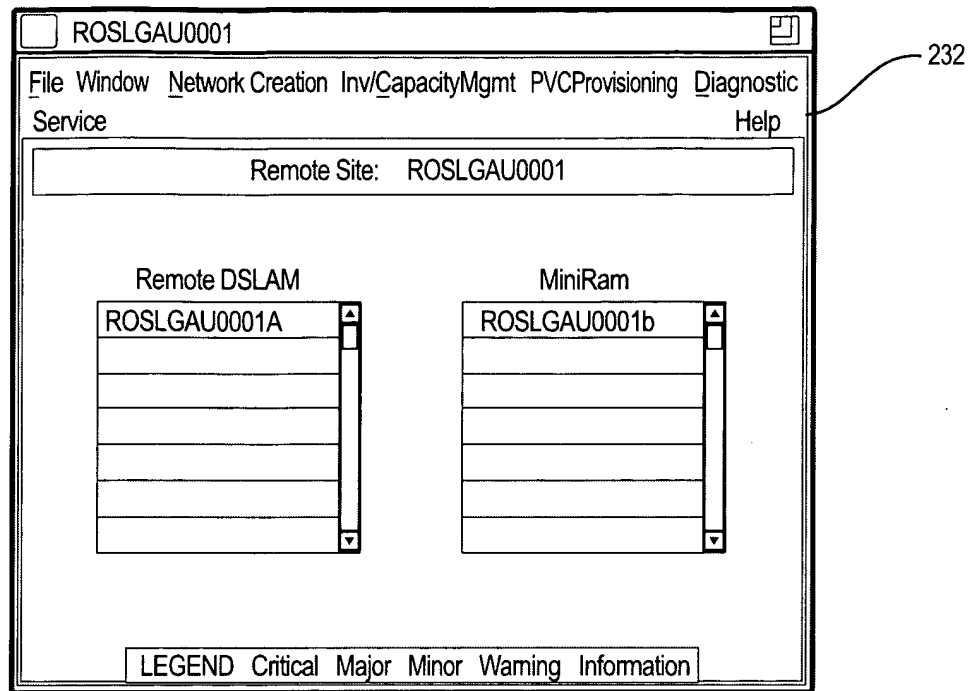 ROSLGAU0001
232
File Window Network Creation Inv/CapacityMgmt PVCProvisioning Diagnostic
Service Help
Remote Site: ROSLGAU0001
Remote DSLAM MiniRam
ROSLGAU0001A ROSLGAU0001b
LEGEND Critical Major Minor Warning Information